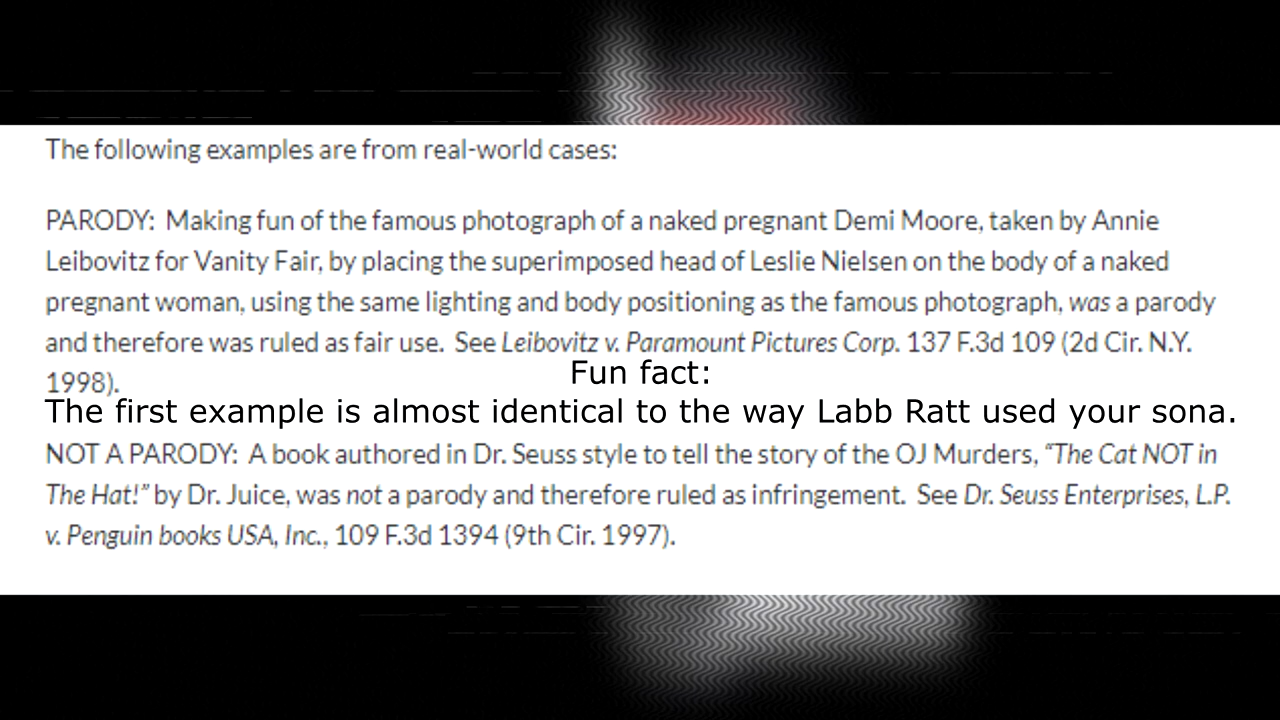 The following examples are from real-world cases:
PARODY: Making fun of the famous photograph of a naked pregnant Demi Moore, taken by Annie
Leibovitz for Vanity Fair, by placing the superimposed head of Leslie Nielsen on the body of a naked
pregnant woman, using the same lighting and body positioning as the famous photograph, was a parody
and therefore was ruled as fair use. See Leibovitz v. Paramount Pictures Corp. 137 F.3d 109 (2d Cir. N.Y.
1998).
Fun fact:
The first example is almost identical to the way Labb Ratt used your sona.
NOT A PARODY: A book authored in Dr. Seuss style to tell the story of the OJ Murders, “The Cat NOT in
The Hat!” by Dr. Juice, was not a parody and therefore ruled as infringement. See Dr. Seuss Enterprises, L.P.
v. Penguin books USA, Inc., 109 F.3d 1394 (9th Cir. 1997).